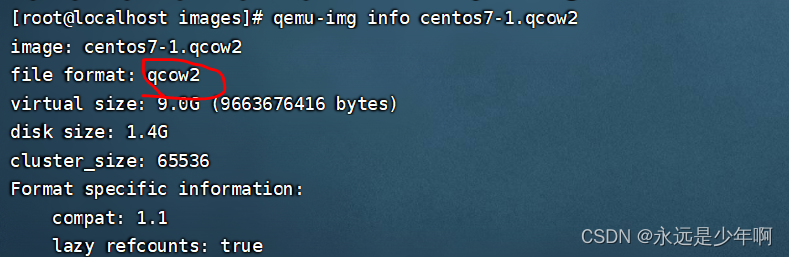 [root@localhost images]# qemu-img info centos7-1.qcow2
image: centos7-1.qcow2
file format: qcow2
virtual size: 9.0G (9663676416 bytes)
disk size: 1.4G
cluster_size: 65536
Format specific information:
    compat: 1.1
    lazy refcounts: true
CSDN @永远是少年啊